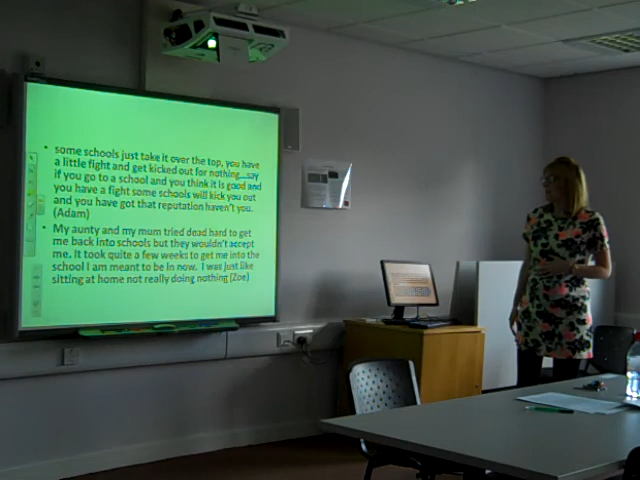 • some schools just take it over the top, you have
a little fight and get kicked out for nothing...say
if you go to a school and you think it is good and
you have a fight some schools will kick you out
and you have got that reputation haven't you.
(Adam)
• My aunty and my mum tried dead hard to get
me back into schools but they wouldn't accept
me. It took quite a few weeks to get me into the
school I am meant to be in now. I was just like
sitting at home not really doing nothing (Zoe)